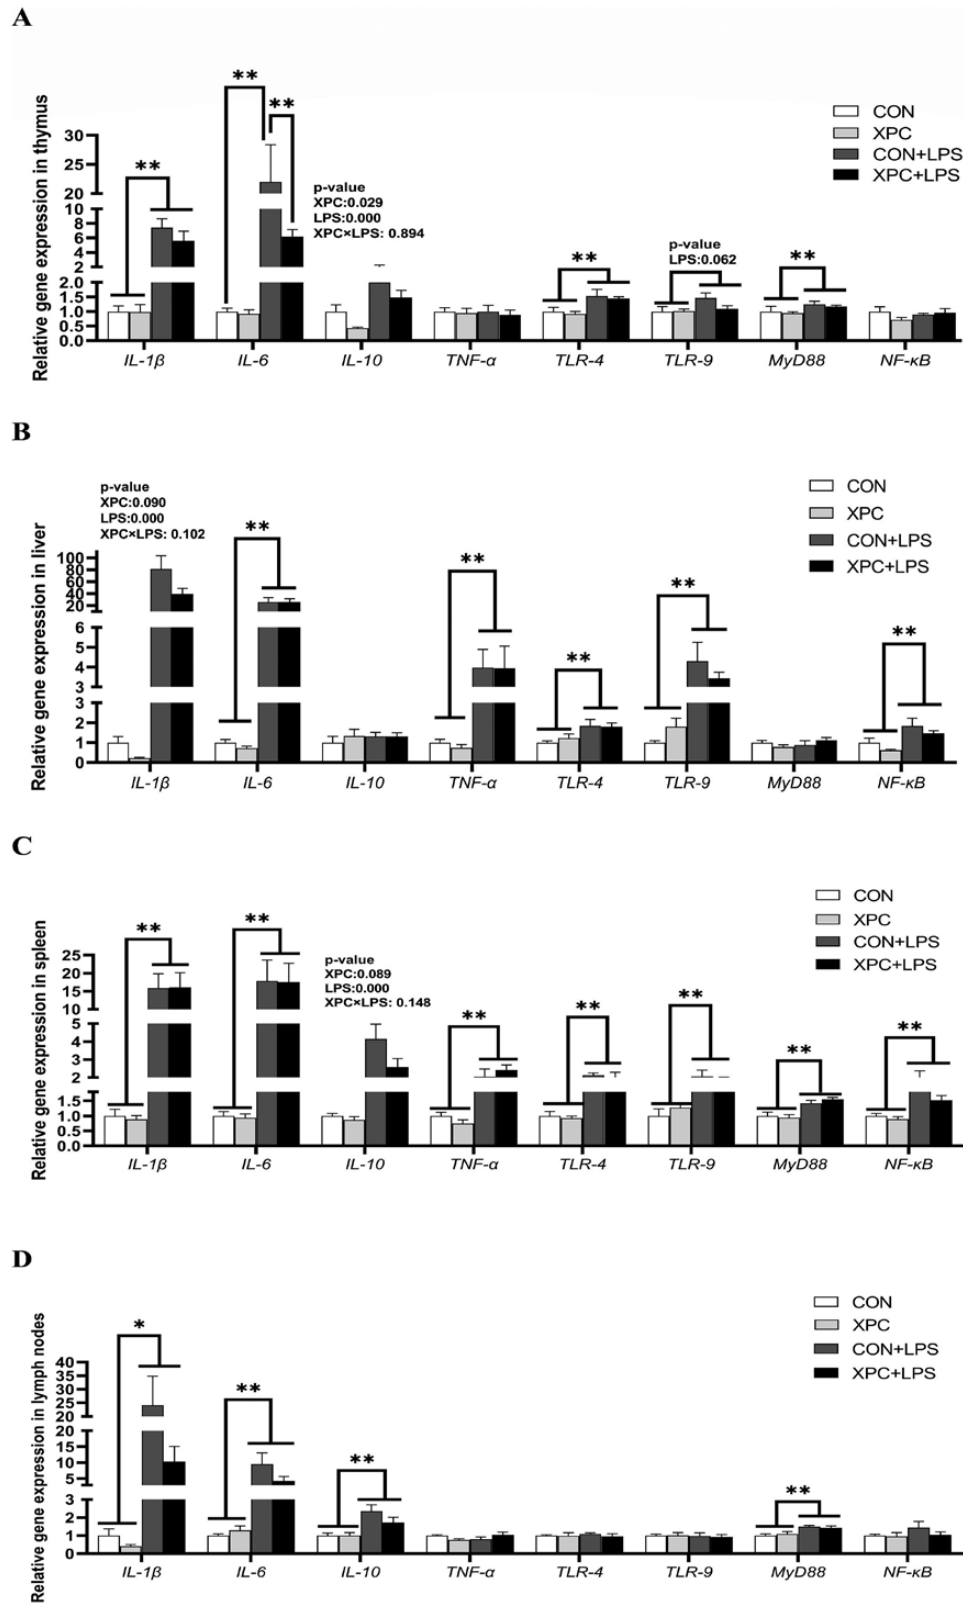 A
Relative gene expression in thymus
30
25
20
10
8
6
4
2
2.0
1.5
1.0
0.5
0.0
**
**
**
p-value
XPC:0.029
LPS:0.000
XPC×LPS: 0.894
**
p-value
LPS:0.062
**
CON
XPC
CON+LPS
XPC+LPS
IL-1β IL-6 IL-10 TNF-α TLR-4 TLR-9 MyD88 NF-κB
B
Relative gene expression in liver
p-value
XPC:0.090
LPS:0.000
XPC×LPS: 0.102
100
80
60
40
20
6
5
4
3
3
2
1
0
**
**
**
**
**
CON
XPC
CON+LPS
XPC+LPS
IL-1β IL-6 IL-10 TNF-α TLR-4 TLR-9 MyD88 NF-κB
C
Relative gene expression in spleen
25
20
15
10
5
4
3
2
1.5
1.0
0.5
0.0
**
**
p-value
XPC:0.089
LPS:0.000
XPC×LPS: 0.148
**
**
**
**
**
CON
XPC
CON+LPS
XPC+LPS
IL-1β IL-6 IL-10 TNF-α TLR-4 TLR-9 MyD88 NF-κB
D
Relative gene expression in lymph nodes
40
35
30
25
20
20
15
10
5
3
2
1
0
*
**
**
**
CON
XPC
CON+LPS
XPC+LPS
IL-1β IL-6 IL-10 TNF-α TLR-4 TLR-9 MyD88 NF-κB